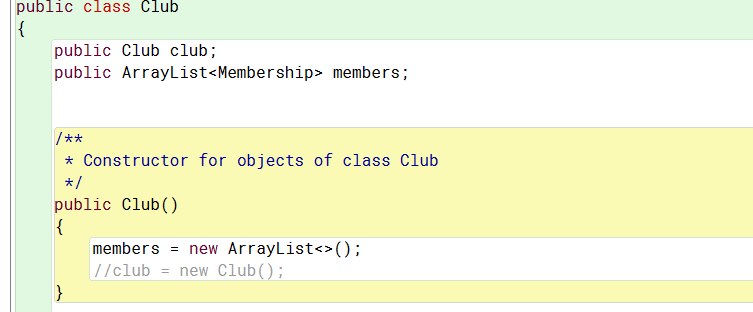 public class Club
{
public Club club;
public ArrayList<Membership> members;
/**
* Constructor for objects of class Club
*/
public Club()
{
members = new ArrayList<>();
//club = new Club();
}